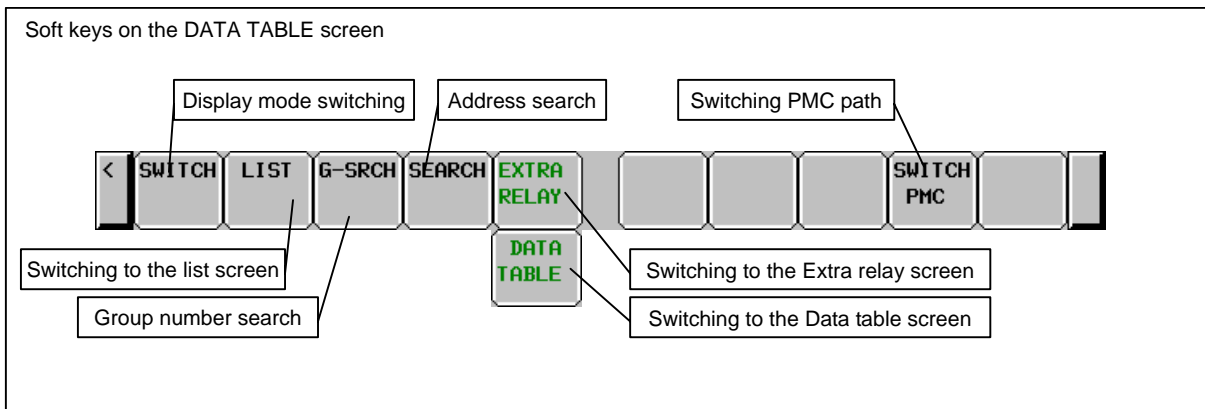 Soft keys on the DATA TABLE screen
Display mode switching
Address search
Switching PMC path
< SWITCH LIST G-SRCH SEARCH EXTRA SWITCH
RELAY PMC
DATA
TABLE
Switching to the list screen
Switching to the Extra relay screen
Group number search
Switching to the Data table screen